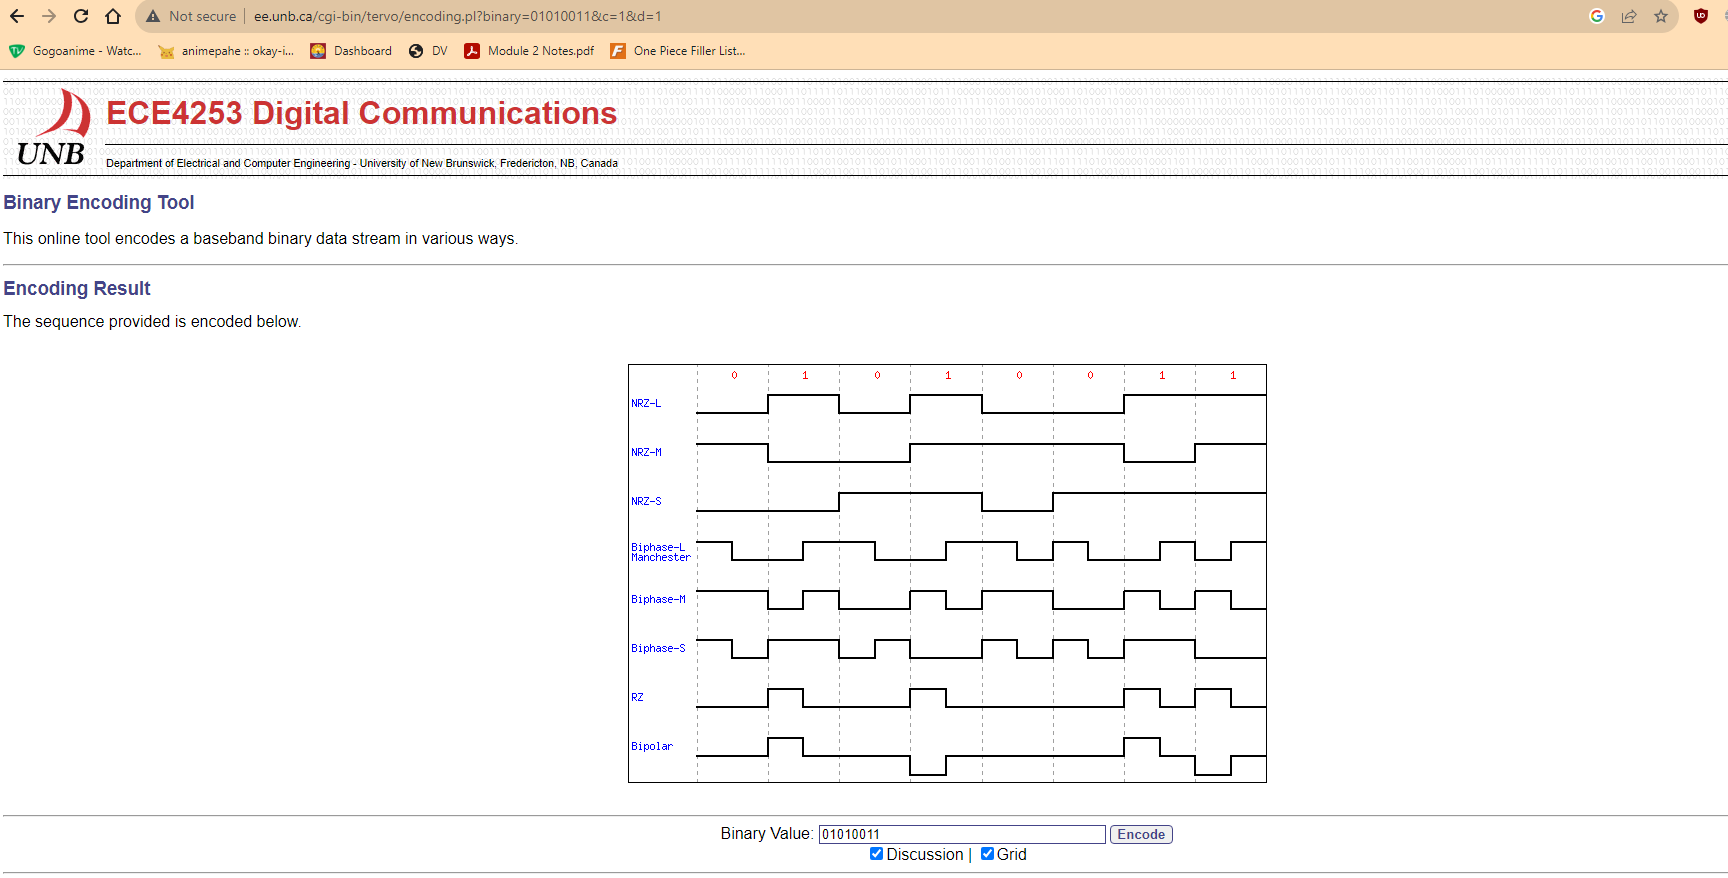 Not secure | ee.unb.ca/cgi-bin/tervo/encoding.pl?binary=01010011&c=1&d=1
Gogoanime - Watc... animepahe :: okay-i... Dashboard DV Module 2 Notes.pdf One Piece Filler List...
ECE4253 Digital Communications
UNB
Department of Electrical and Computer Engineering - University of New Brunswick, Fredericton, NB, Canada
Binary Encoding Tool
This online tool encodes a baseband binary data stream in various ways.
Encoding Result
The sequence provided is encoded below.
0 1 0 1 0 0 1 1
NRZ-L
NRZ-M
NRZ-S
Biphase-L
Manchester
Biphase-M
Biphase-S
RZ
Bipolar
Binary Value: 01010011 Encode
Discussion | Grid